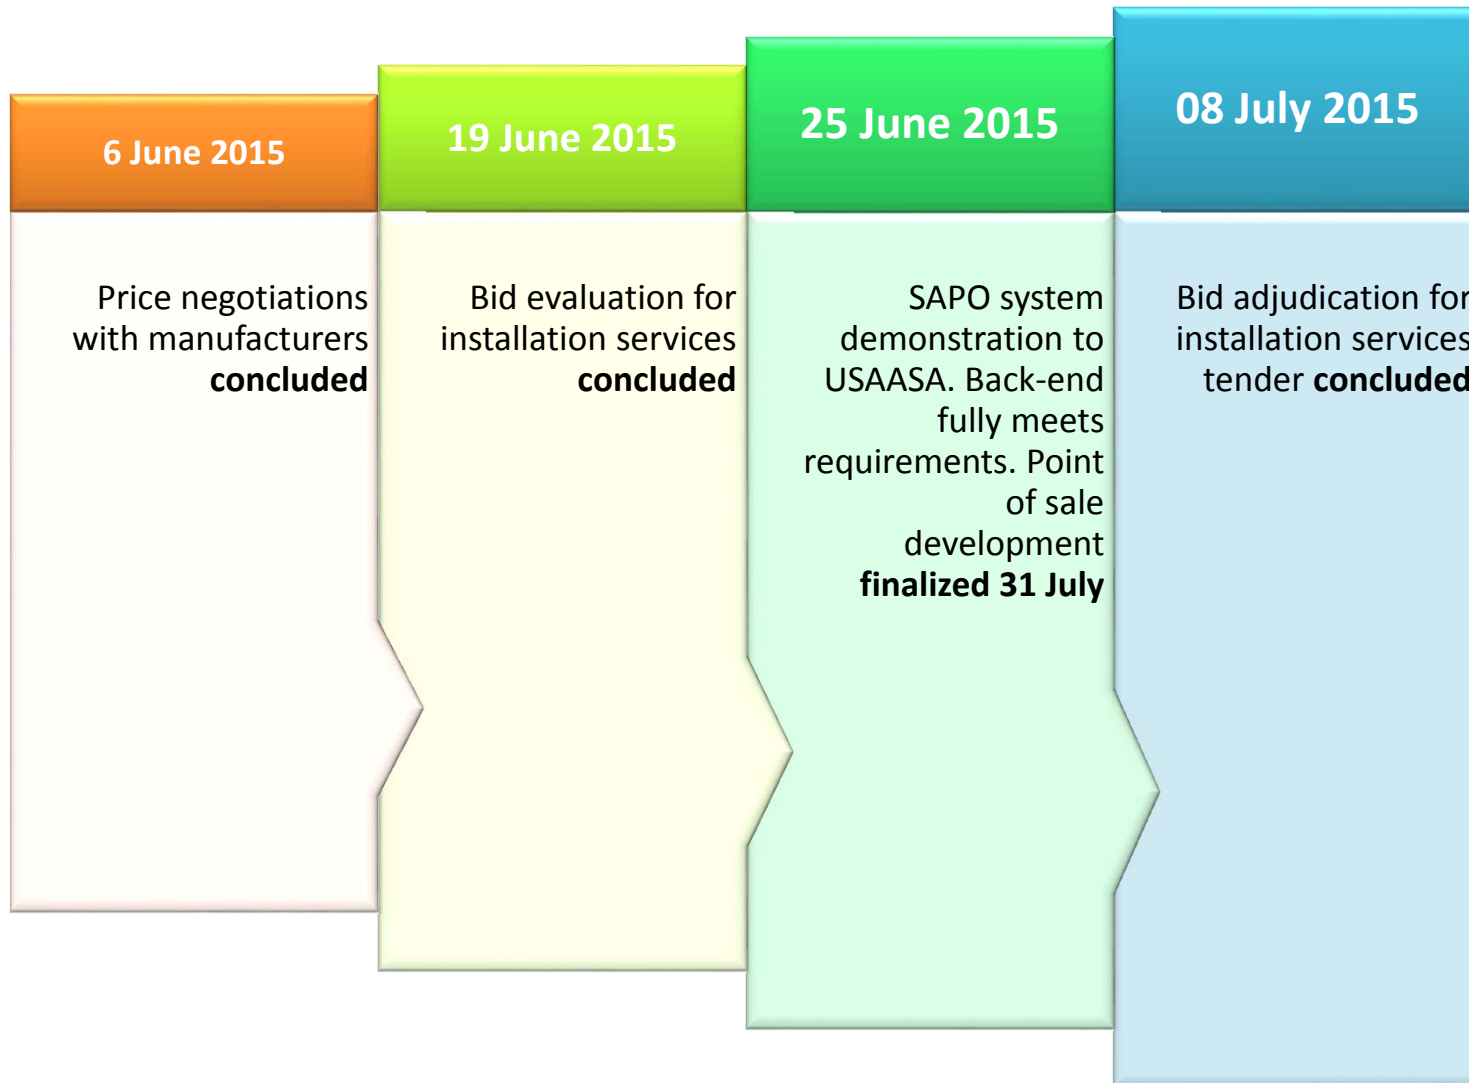 6 June 2015
Price negotiations
with manufacturers
concluded
19 June 2015
Bid evaluation for
installation services
concluded
25 June 2015
SAPO system
demonstration to
USAASA. Back-end
fully meets
requirements. Point
of sale
development
finalized 31 July
08 July 2015
Bid adjudication for
installation services
tender concluded